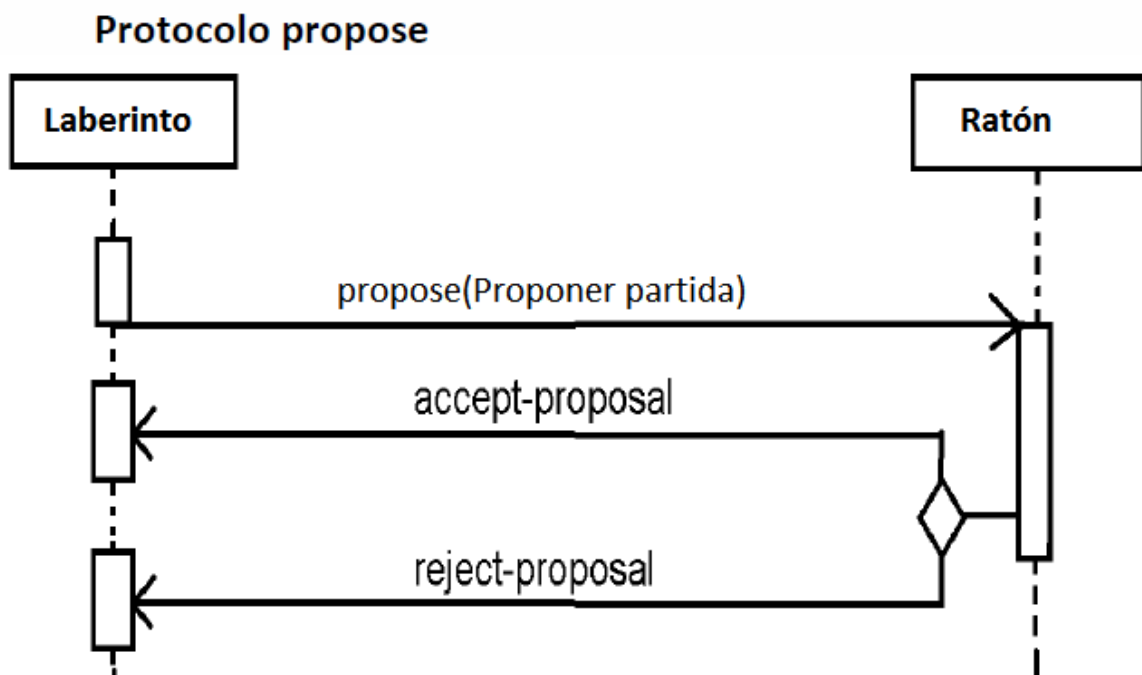 Protocolo propose
Laberinto
Ratón
propose(Proponer partida)
accept-proposal
reject-proposal